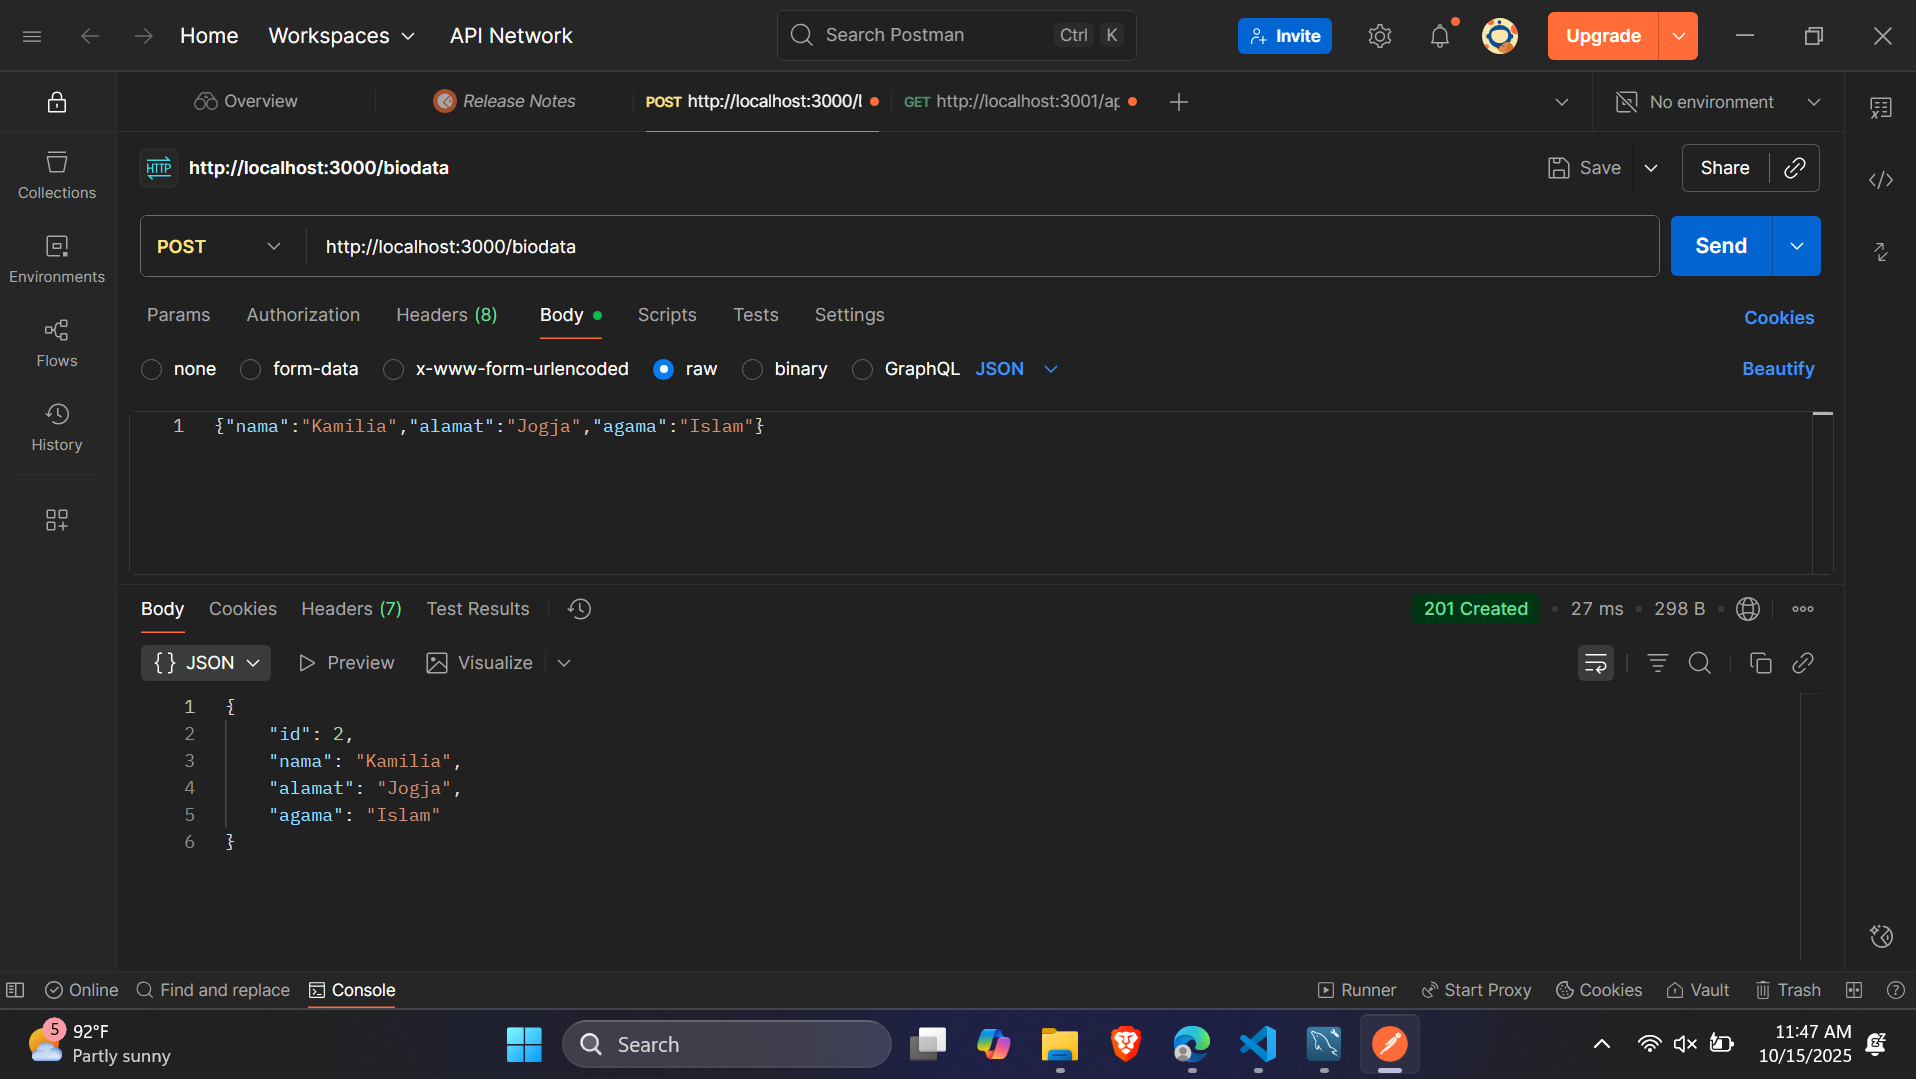 Home Workspaces API Network Search Postman Ctrl K Invite Upgrade
Overview Release Notes POST http://localhost:3000/l GET http://localhost:3001/ap No environment
HTTP http://localhost:3000/biodata Save Share
Collections
Environments
Flows
History
POST http://localhost:3000/biodata Send
Params Authorization Headers (8) Body Scripts Tests Settings Cookies
none form-data x-www-form-urlencoded raw binary GraphQL JSON Beautify
1 {"nama":"Kamilia","alamat":"Jogja","agama":"Islam"}
Body Cookies Headers (7) Test Results 201 Created • 27 ms • 298 B •
{} JSON Preview Visualize
1 {
2 "id": 2,
3 "nama": "Kamilia",
4 "alamat": "Jogja",
5 "agama": "Islam"
6 }
Online Find and replace Console Runner Start Proxy Cookies Vault Trash
5 92°F
Partly sunny
Search
11:47 AM
10/15/2025